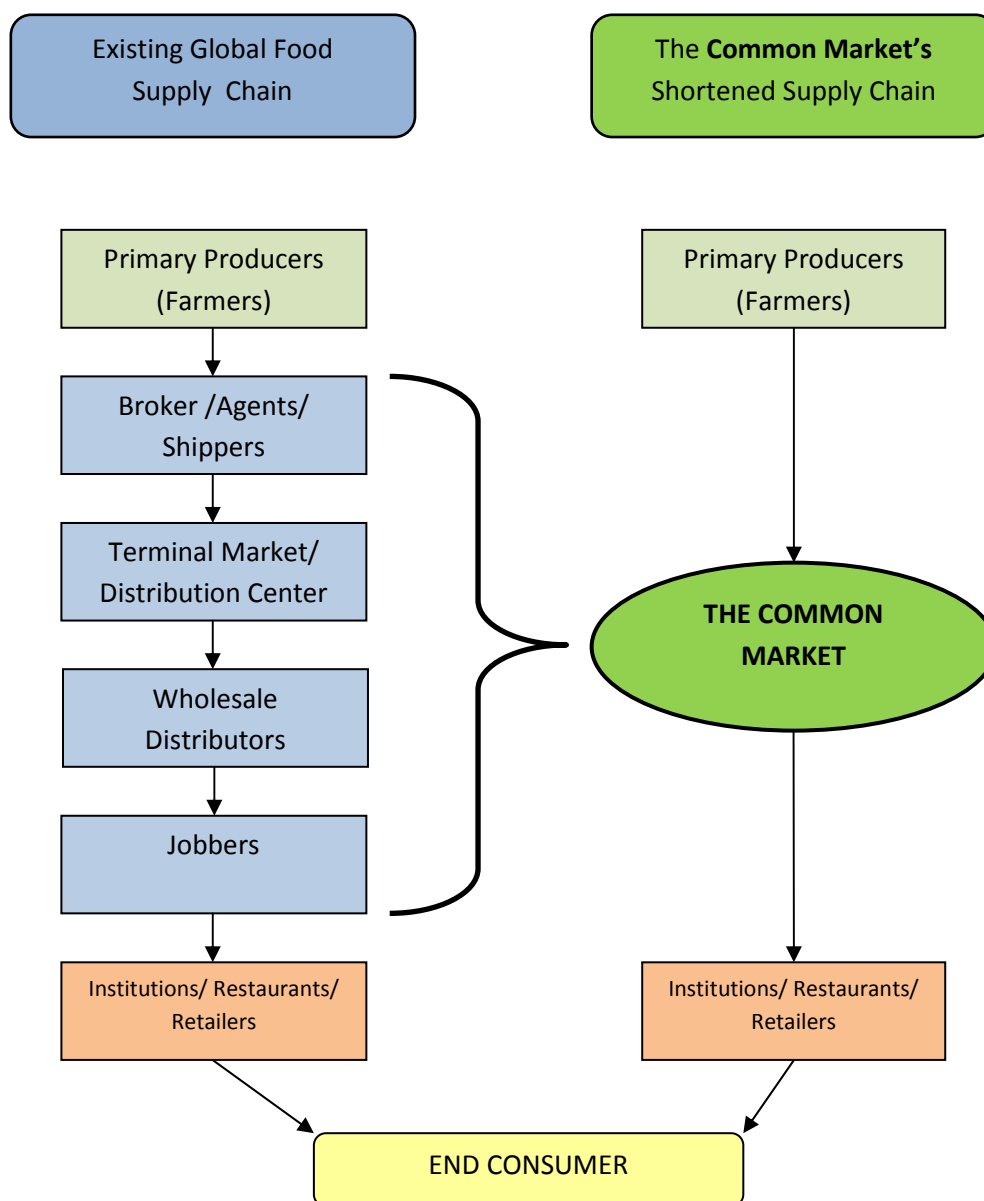 Existing Global Food
Supply Chain
The Common Market’s
Shortened Supply Chain
Primary Producers
(Farmers)
Broker /Agents/
Shippers
Terminal Market/
Distribution Center
Wholesale
Distributors
Jobbers
Institutions/ Restaurants/
Retailers
Primary Producers
(Farmers)
THE COMMON
MARKET
Institutions/ Restaurants/
Retailers
END CONSUMER